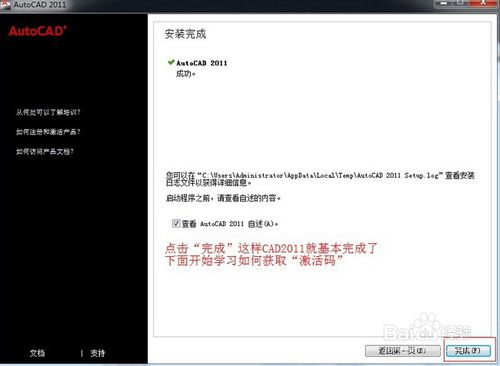 AutoCAD 2011
AutoCAD
安装完成
AutoCAD 2011
成功。
从何处可以了解培训?
如何注册和激活产品?
如何访问产品文档?
您可以在“C:\Users\Administrator\AppData\Local\Temp\AutoCAD 2011 Setup.log”查看安装
日志文件以获得详细信息。
启动程序之前，请查看自述的内容。
查看 AutoCAD 2011 自述(A)。
点击“完成”这样CAD2011就基本完成了
下面开始学习如何获取“激活码”
Baidu经验
文档 | 支持
返回第一页(B)
完成(F)